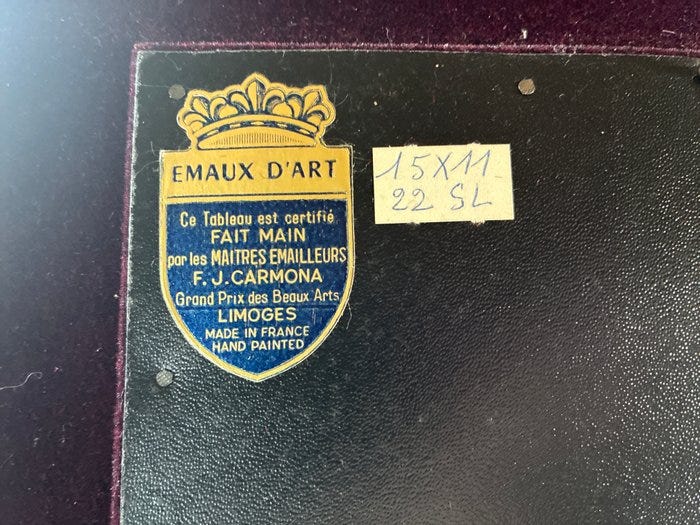 EMAUX D'ART
Ce Tableau est certifié
FAIT MAIN
par les MAITRES EMAILLEURS
F. J. CARMONA
Grand Prix des Beaux Arts
LIMOGES
MADE IN FRANCE
HAND PAINTED
15X11
22 SL